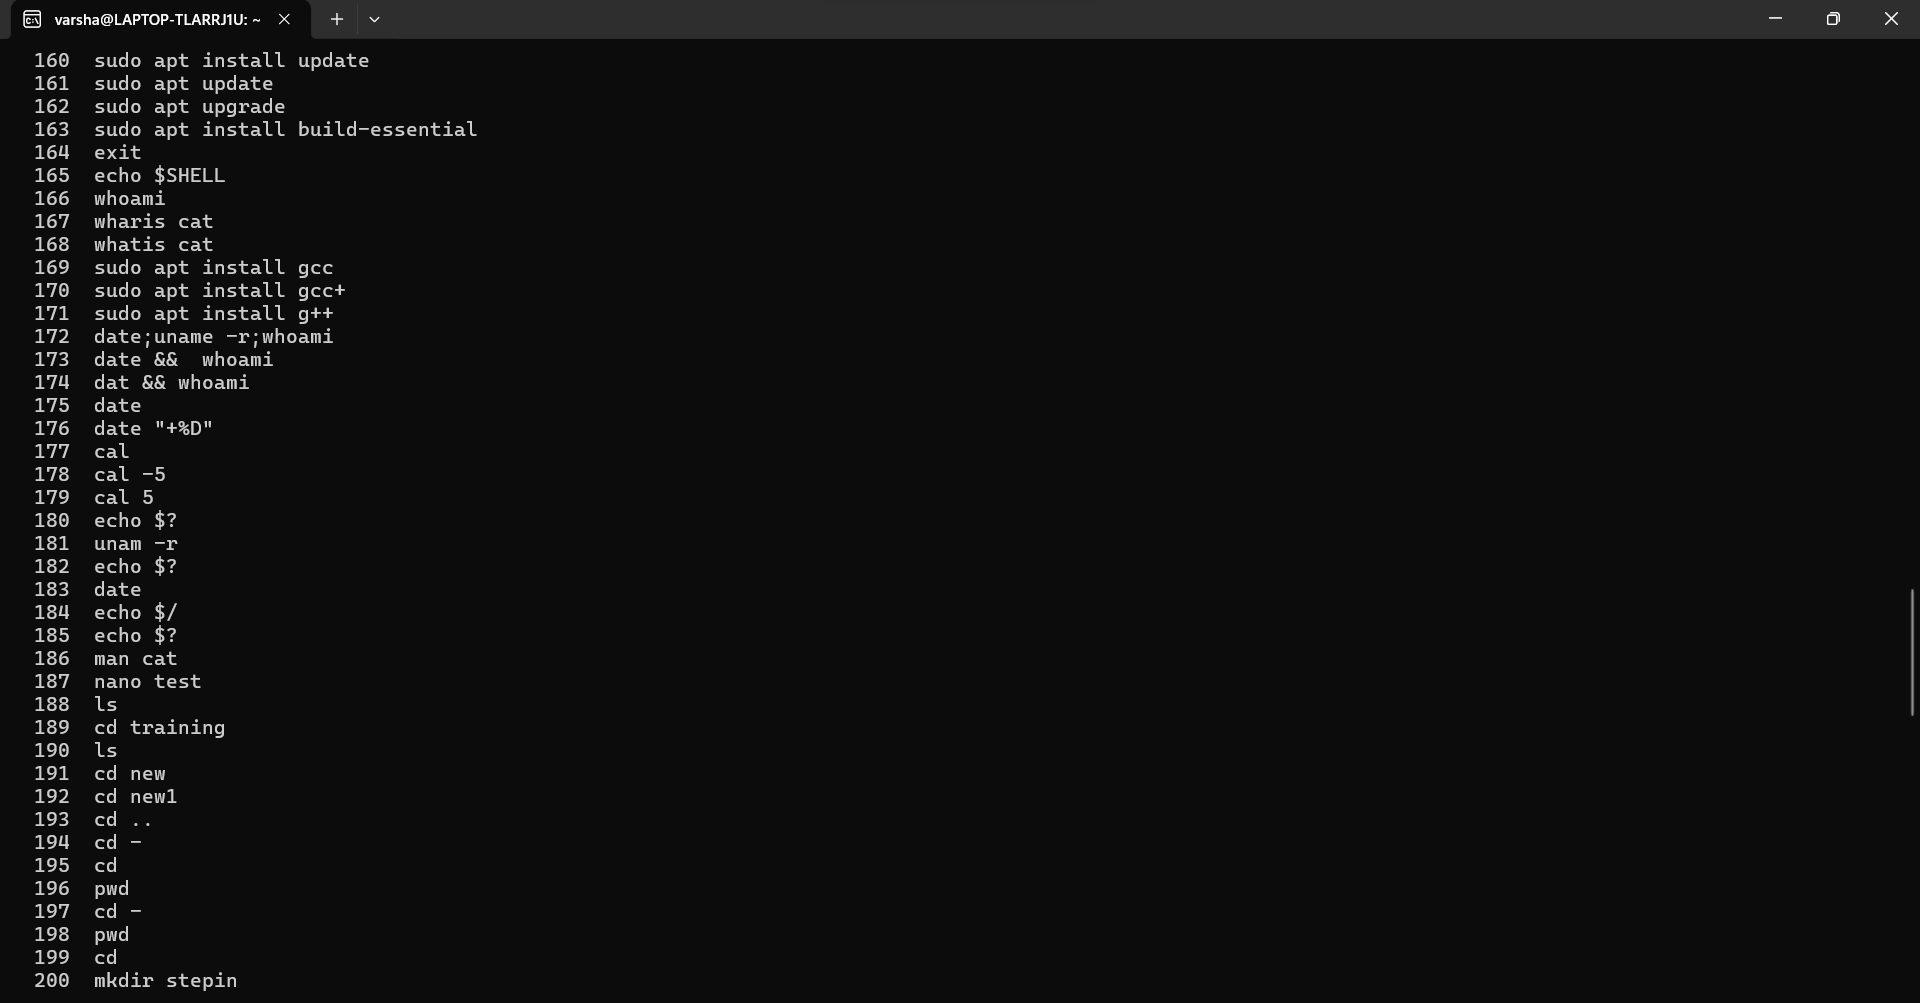 varsha@LAPTOP-TLARRJ1U: ~
160 sudo apt install update
161 sudo apt update
162 sudo apt upgrade
163 sudo apt install build-essential
164 exit
165 echo $SHELL
166 whoami
167 wharis cat
168 whatis cat
169 sudo apt install gcc
170 sudo apt install gcc+
171 sudo apt install g++
172 date;uname -r;whoami
173 date &&  whoami
174 dat && whoami
175 date
176 date "+%D"
177 cal
178 cal -5
179 cal 5
180 echo $?
181 unam -r
182 echo $?
183 date
184 echo $/
185 echo $?
186 man cat
187 nano test
188 ls
189 cd training
190 ls
191 cd new
192 cd new1
193 cd ..
194 cd -
195 cd
196 pwd
197 cd -
198 pwd
199 cd
200 mkdir stepin